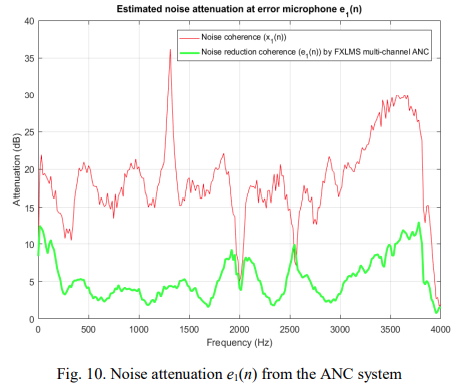 Estimated noise attenuation at error microphone e1(n)
Noise coherence (x1(n))
Noise reduction coherence (e1(n)) by FXLMS multi-channel ANC
Attenuation (dB)
40
35
30
25
20
15
10
5
0
0 500 1000 1500 2000 2500 3000 3500 4000
Frequency (Hz)
Fig. 10. Noise attenuation e1(n) from the ANC system